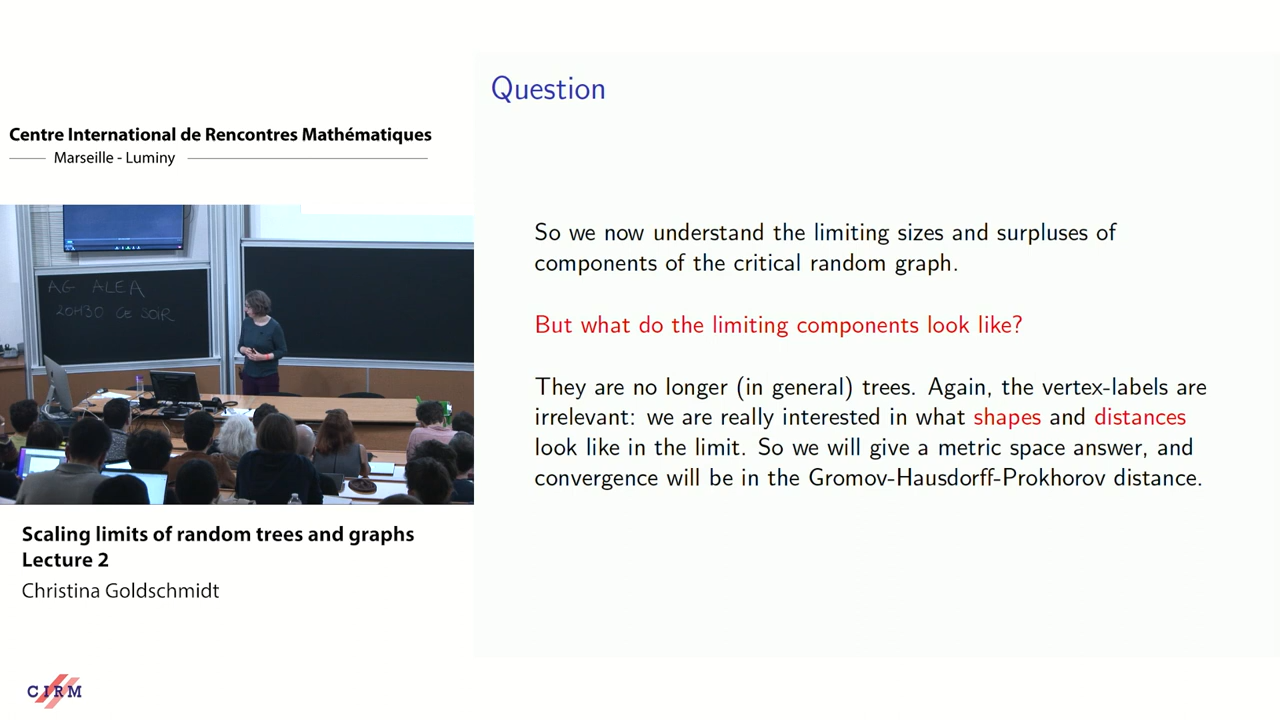 Centre International de Rencontres Mathématiques
Marseille - Luminy
AG ALEA
20H30 CE SOIR
Scaling limits of random trees and graphs
Lecture 2
Christina Goldschmidt
CIRM
Question
So we now understand the limiting sizes and surpluses of
components of the critical random graph.
But what do the limiting components look like?
They are no longer (in general) trees. Again, the vertex-labels are
irrelevant: we are really interested in what shapes and distances
look like in the limit. So we will give a metric space answer, and
convergence will be in the Gromov-Hausdorff-Prokhorov distance.